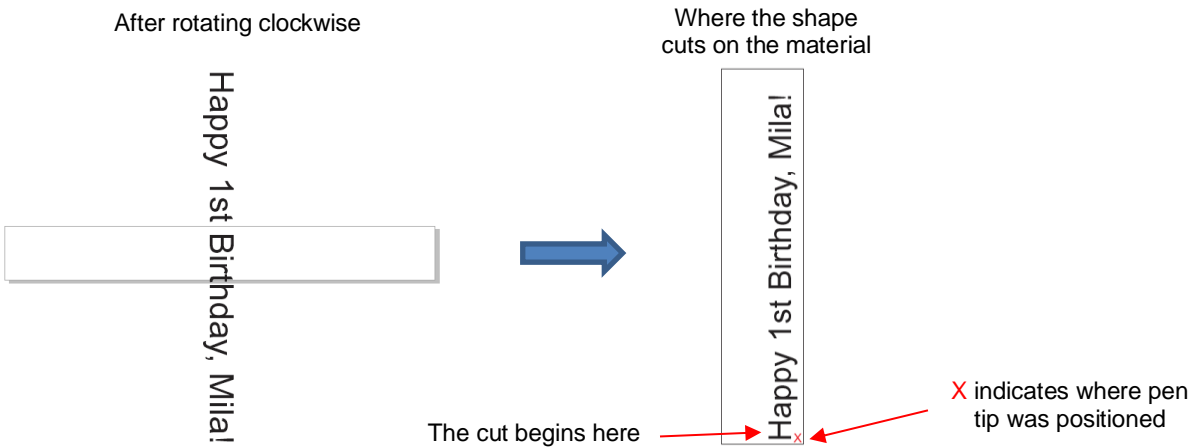 After rotating clockwise
Where the shape
cuts on the material
Happy 1st Birthday, Mila!
Happy 1st Birthday, Mila!
x
The cut begins here
X indicates where pen
tip was positioned